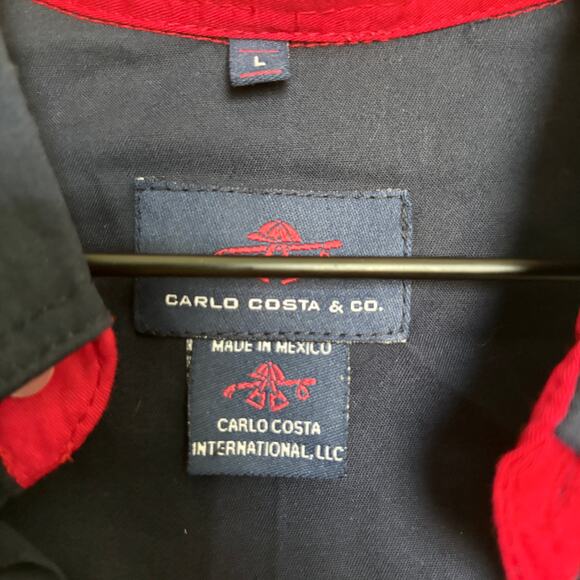 L
CARLO COSTA & CO.
MADE IN MEXICO
CARLO COSTA
INTERNATIONAL, LLC